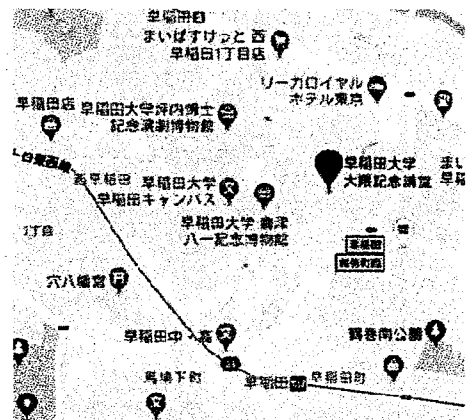 早稲田
まいばすけっと 西
早稲田1丁目店
リーガロイヤル
ホテル東京
早稲田店
早稲田大学坪内博士
記念演劇博物館
東西線
西早稲田
早稲田大学
早稲田キャンパス
早稲田大学
大隈記念講堂
早稲田大学 會津
八一記念博物館
1丁目
穴八幡宮
早稲田中・高
鶴巻南公園
馬場下町
早稲田
早稲田町